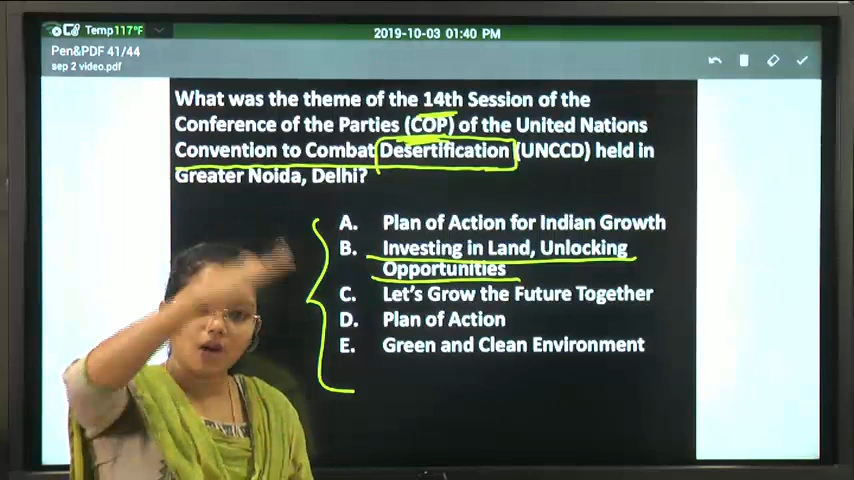 Temp117°F
2019-10-03 01:40 PM
Pen&PDF 41/44
sep 2 video.pdf
What was the theme of the 14th Session of the
Conference of the Parties (COP) of the United Nations
Convention to Combat Desertification (UNCCD) held in
Greater Noida, Delhi?
A. Plan of Action for Indian Growth
B. Investing in Land, Unlocking
Opportunities
C. Let's Grow the Future Together
D. Plan of Action
E. Green and Clean Environment